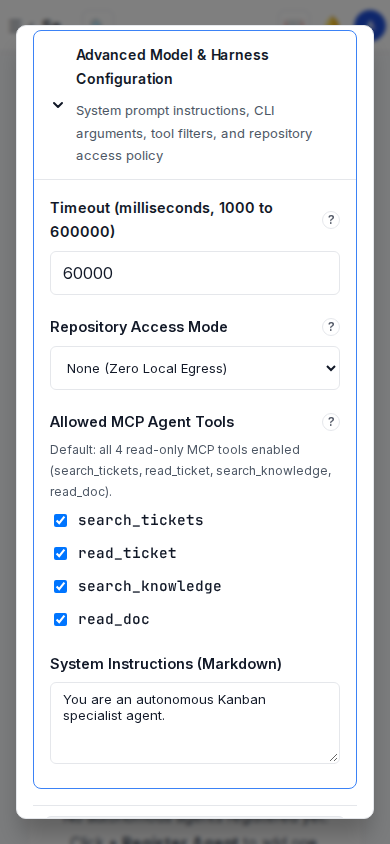 Advanced Model & Harness
Configuration
System prompt instructions, CLI
arguments, tool filters, and repository
access policy
Timeout (milliseconds, 1000 to
600000)
?
60000
Repository Access Mode
?
None (Zero Local Egress)
Allowed MCP Agent Tools
?
Default: all 4 read-only MCP tools enabled
(search_tickets, read_ticket, search_knowledge,
read_doc).
search_tickets
read_ticket
search_knowledge
read_doc
System Instructions (Markdown)
You are an autonomous Kanban
specialist agent.